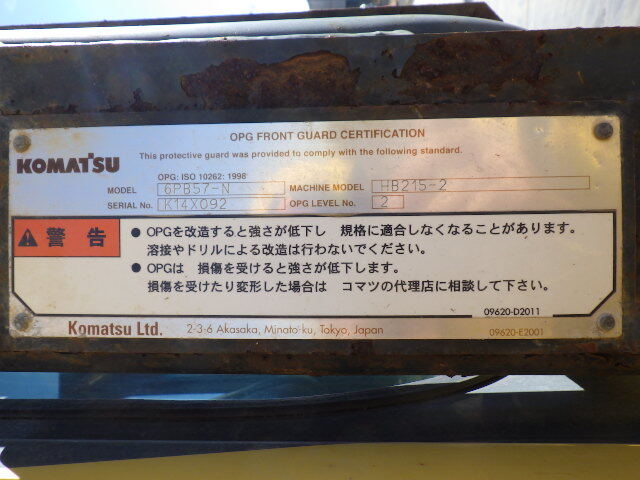 OPG FRONT GUARD CERTIFICATION
KOMATSU
This protective guard was provided to comply with the following standard.
OPG: ISO 10262: 1998
MODEL 6PB57-N MACHINE MODEL HB215-2
SERIAL No. K14X092 OPG LEVEL No. 2
警告
● OPGを改造すると強さが低下し 規格に適合しなくなることがあります。
溶接やドリルによる改造は行わないでください。
● OPGは 損傷を受けると強さが低下します。
損傷を受けたり変形した場合は コマツの代理店に相談して下さい。
09620-D2011
Komatsu Ltd. 2-3-6 Akasaka, Minato-ku, Tokyo, Japan 09620-E2001